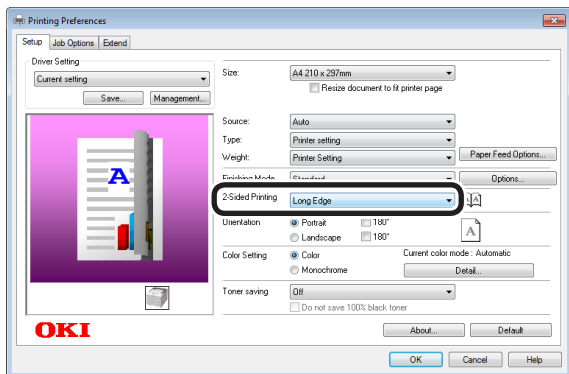 Printing Preferences
Setup Job Options Extend
Driver Setting
Current setting
Save... Management...
Size: A4 210 x 297mm
Resize document to fit printer page
Source: Auto
Type: Printer setting
Weight: Printer Setting Paper Feed Options...
Finishing Mode Standard Options...
2-Sided Printing Long Edge
Orientation Portrait 180°
Landscape 180°
Color Setting Color Current color mode : Automatic
Monochrome Detail...
Toner saving Off
Do not save 100% black toner
A
A
OKI
About... Default
OK Cancel Help